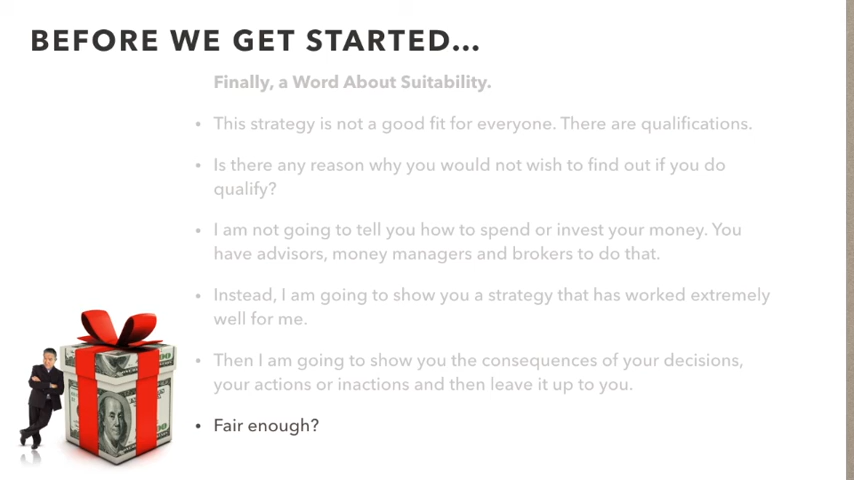 BEFORE WE GET STARTED...
Finally, a Word About Suitability.
• This strategy is not a good fit for everyone. There are qualifications.
• Is there any reason why you would not wish to find out if you do
qualify?
• I am not going to tell you how to spend or invest your money. You
have advisors, money managers and brokers to do that.
• Instead, I am going to show you a strategy that has worked extremely
well for me.
• Then I am going to show you the consequences of your decisions,
your actions or inactions and then leave it up to you.
• Fair enough?